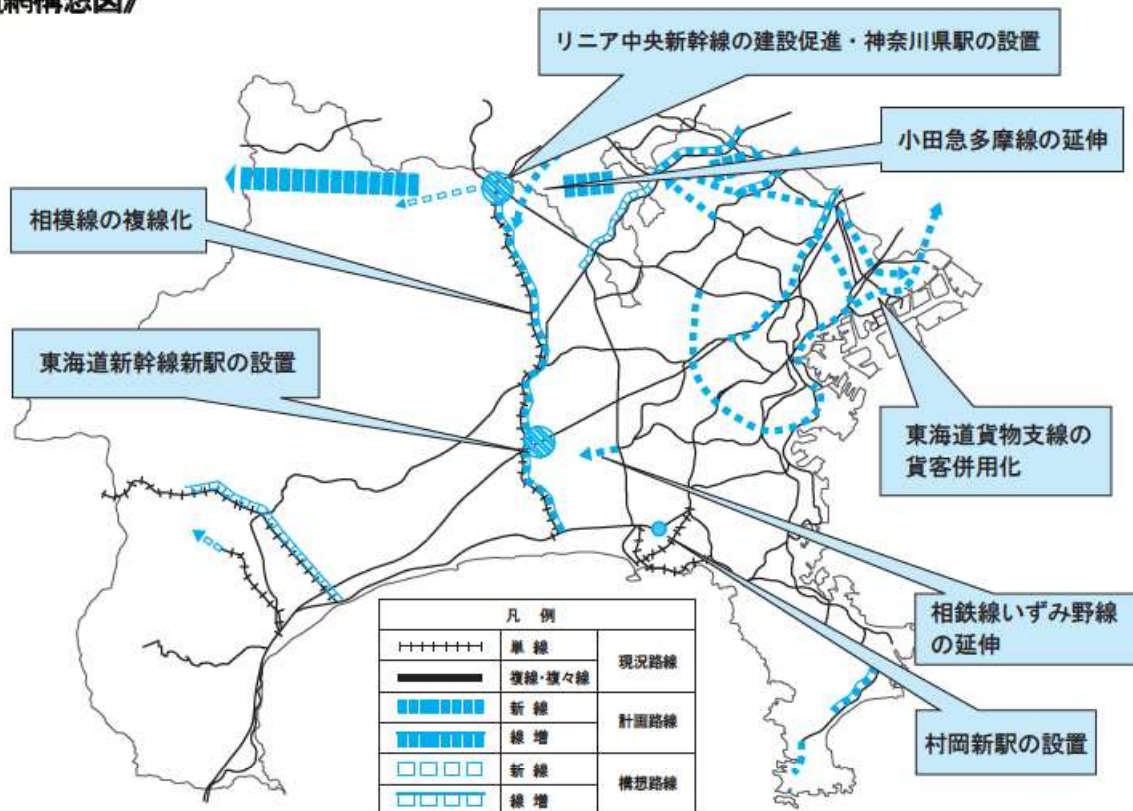 網構想図》
リニア中央新幹線の建設促進・神奈川県駅の設置
小田急多摩線の延伸
相模線の複線化
東海道新幹線新駅の設置
東海道貨物支線の
貨客併用化
相鉄線いずみ野線
の延伸
村岡新駅の設置
凡 例
単 線
現況路線
複線・複々線
新 線
計画路線
線 増
新 線
構想路線
線 増